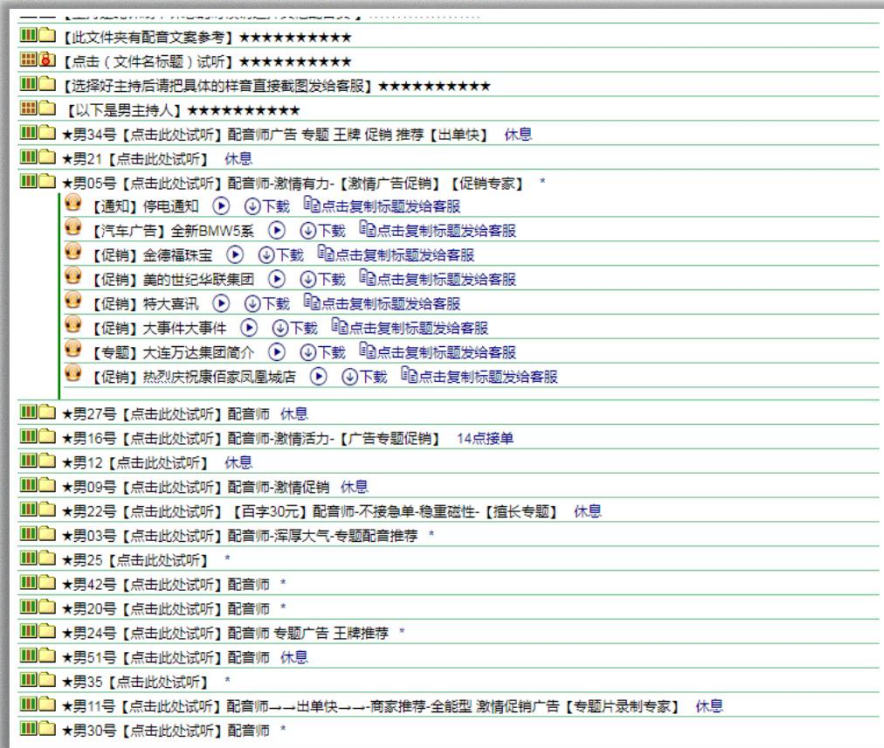 【此文件夹有配音文案参考】★★★★★★★★★★
【点击（文件名标题）试听】★★★★★★★★★★
【选择好主持后请把具体的样音直接截图发给客服】★★★★★★★★★★
【以下是男主持人】★★★★★★★★★★
★男34号【点击此处试听】配音师广告 专题 王牌 促销 推荐【出单快】 休息
★男21【点击此处试听】 休息
★男05号【点击此处试听】配音师-激情有力-【激情广告促销】【促销专家】 *
【通知】停电通知 下载 点击复制标题发给客服
【汽车广告】全新BMW5系 下载 点击复制标题发给客服
【促销】金德福珠宝 下载 点击复制标题发给客服
【促销】美的世纪华联集团 下载 点击复制标题发给客服
【促销】特大喜讯 下载 点击复制标题发给客服
【促销】大事件大事件 下载 点击复制标题发给客服
【专题】大连万达集团简介 下载 点击复制标题发给客服
【促销】热烈庆祝康佰家凤凰城店 下载 点击复制标题发给客服
★男27号【点击此处试听】配音师 休息
★男16号【点击此处试听】配音师-激情活力-【广告专题促销】 14点接单
★男12【点击此处试听】 休息
★男09号【点击此处试听】配音师-激情促销 休息
★男22号【点击此处试听】【百字30元】配音师-不接急单-稳重磁性-【擅长专题】 休息
★男03号【点击此处试听】配音师-浑厚大气-专题配音推荐 *
★男25【点击此处试听】 *
★男42号【点击此处试听】配音师 *
★男20号【点击此处试听】配音师 *
★男24号【点击此处试听】配音师 专题广告 王牌推荐 *
★男51号【点击此处试听】配音师 休息
★男35【点击此处试听】 *
★男11号【点击此处试听】配音师→→出单快→→-商家推荐-全能型 激情促销广告【专题片录制专家】 休息
★男30号【点击此处试听】配音师 *